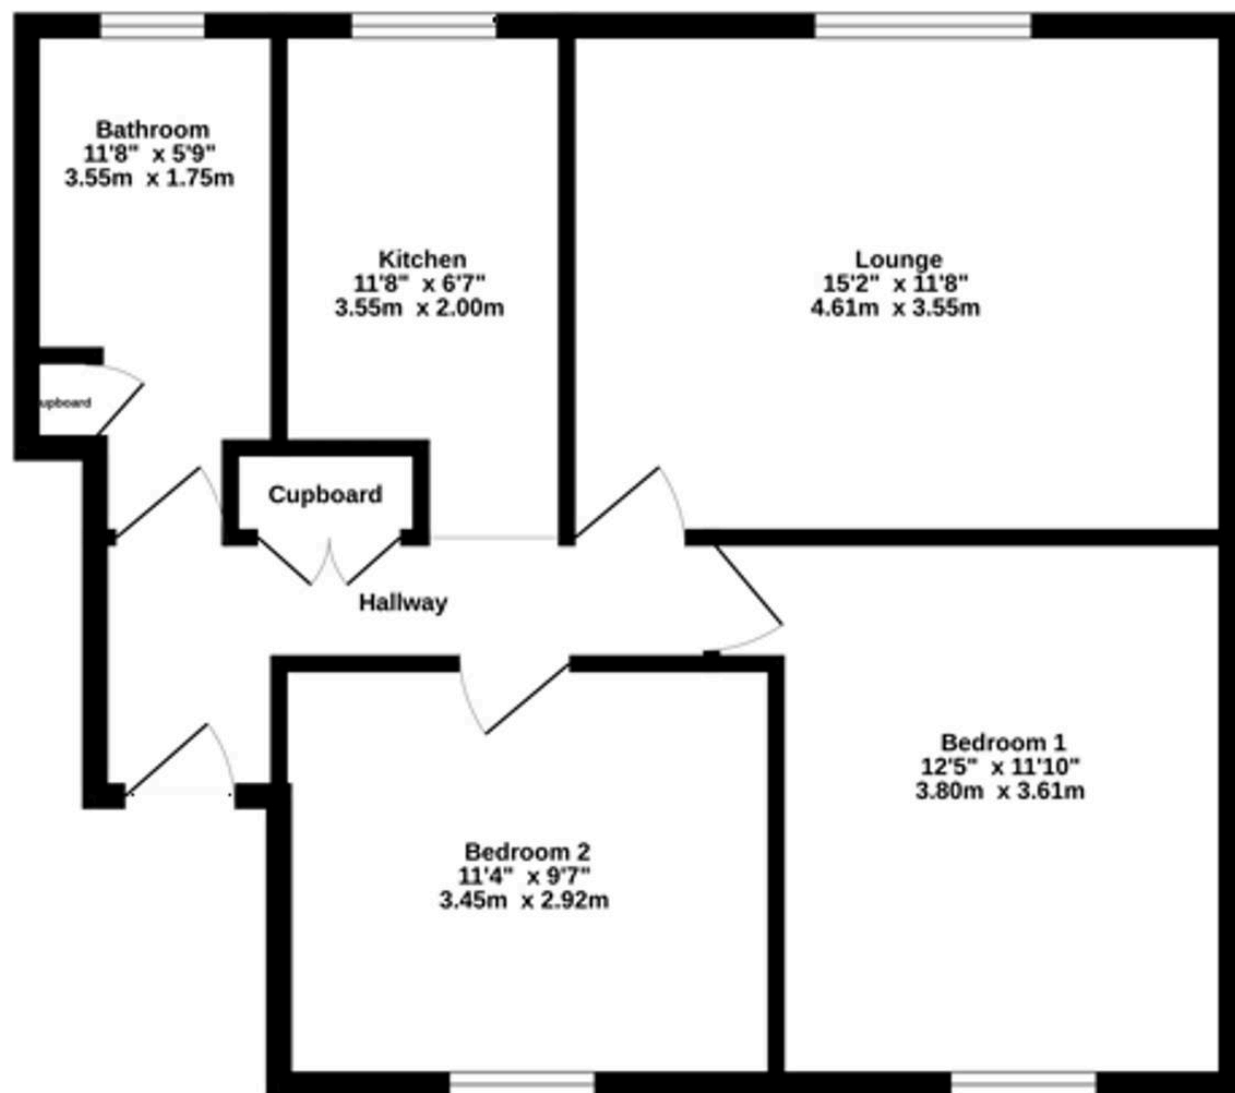 Bathroom
11'8" x 5'9"
3.55m x 1.75m
Kitchen
11'8" x 6'7"
3.55m x 2.00m
Lounge
15'2" x 11'8"
4.61m x 3.55m
upboard
Cupboard
Hallway
Bedroom 1
12'5" x 11'10"
3.80m x 3.61m
Bedroom 2
11'4" x 9'7"
3.45m x 2.92m